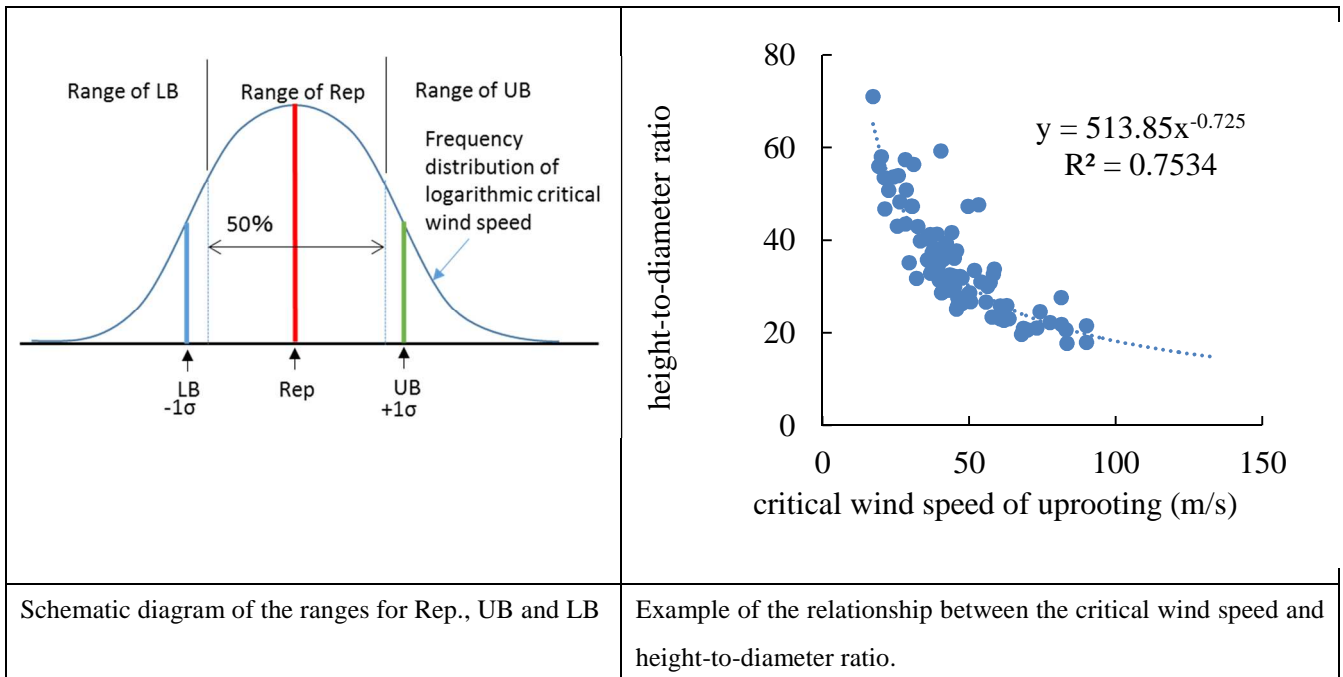 Range of LB
Range of Rep
Range of UB
Frequency
distribution of
logarithmic critical
wind speed
50%
LB
-1σ
Rep
UB
+1σ
height-to-diameter ratio
80
60
40
20
0
y = 513.85x^-0.725
R² = 0.7534
0
50
100
150
critical wind speed of uprooting (m/s)
Schematic diagram of the ranges for Rep., UB and LB
Example of the relationship between the critical wind speed and
height-to-diameter ratio.